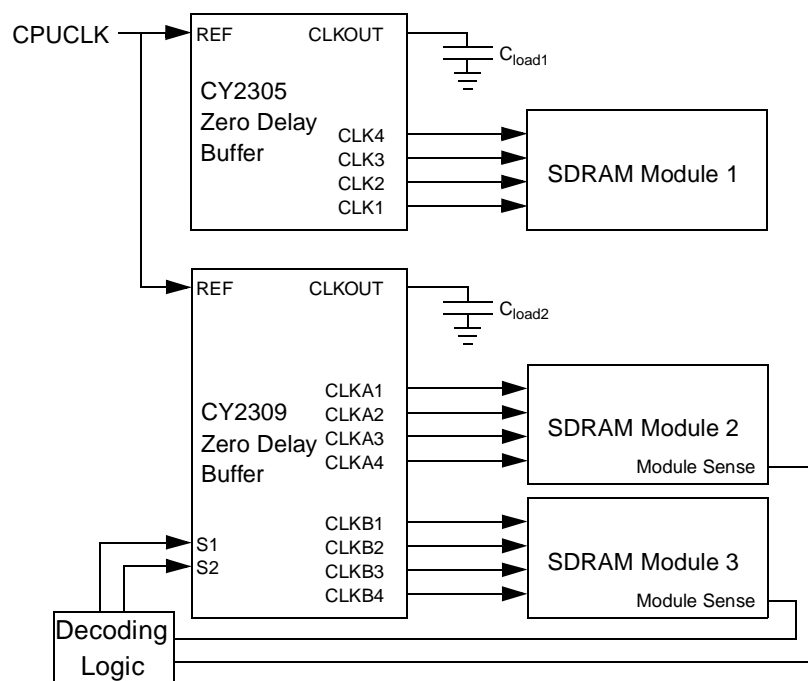 CPUCLK
REF
CLKOUT
Cload1
CY2305
Zero Delay
Buffer
CLK4
CLK3
CLK2
CLK1
SDRAM Module 1
REF
CLKOUT
Cload2
CY2309
Zero Delay
Buffer
CLKA1
CLKA2
CLKA3
CLKA4
SDRAM Module 2
Module Sense
S1
S2
CLKB1
CLKB2
CLKB3
CLKB4
SDRAM Module 3
Module Sense
Decoding
Logic